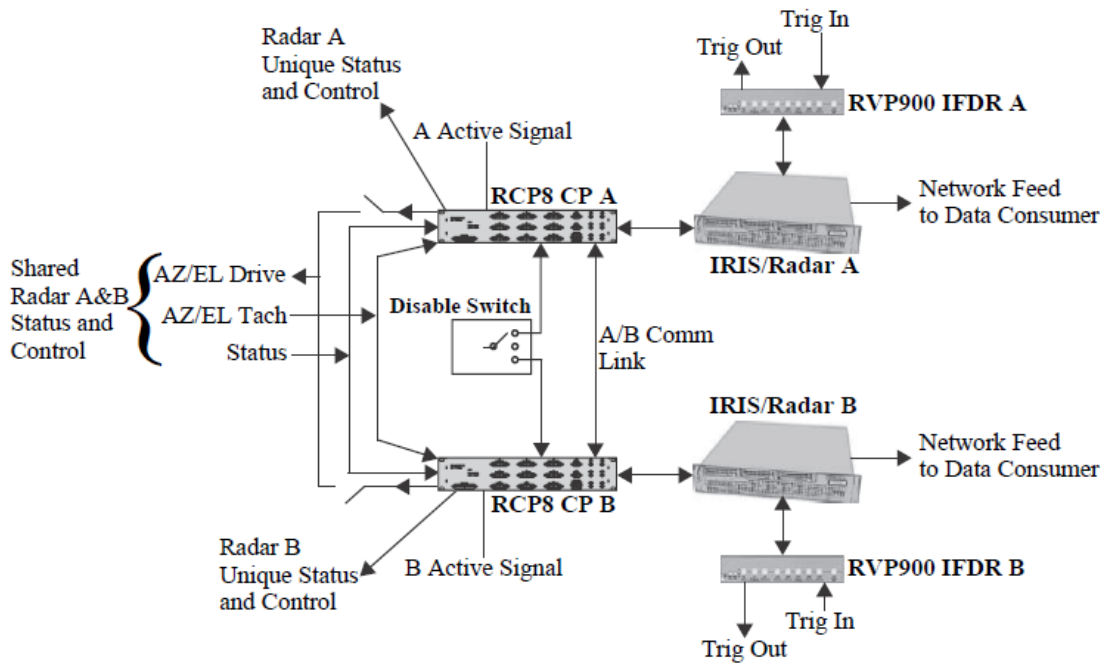 Radar A
Unique Status
and Control
A Active Signal
Trig In
Trig Out
RVP900 IFDR A
RCP8 CP A
Network Feed
to Data Consumer
IRIS/Radar A
Shared
Radar A&B
Status and
Control
AZ/EL Drive
AZ/EL Tach
Status
Disable Switch
A/B Comm
Link
IRIS/Radar B
Network Feed
to Data Consumer
RCP8 CP B
Radar B
Unique Status
and Control
B Active Signal
RVP900 IFDR B
Trig In
Trig Out